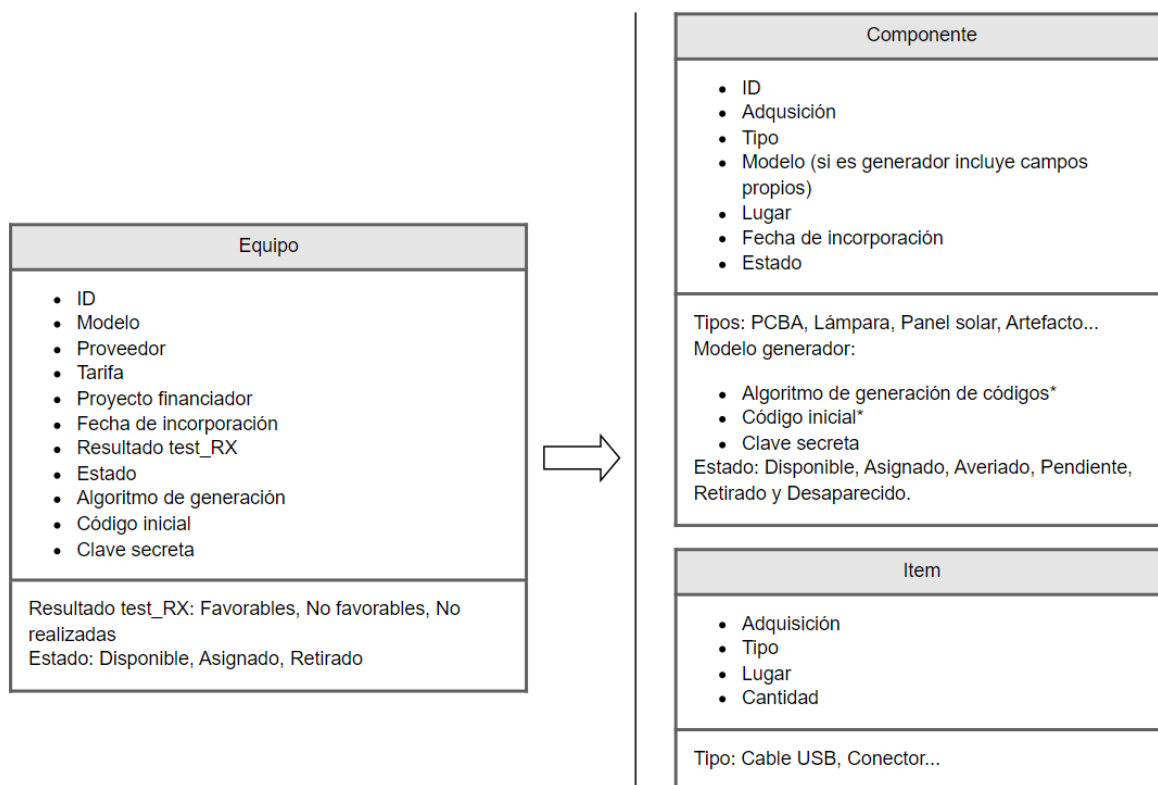 Equipo
• ID
• Modelo
• Proveedor
• Tarifa
• Proyecto financiador
• Fecha de incorporación
• Resultado test_RX
• Estado
• Algoritmo de generación
• Código inicial
• Clave secreta
Resultado test_RX: Favorables, No favorables, No
realizadas
Estado: Disponible, Asignado, Retirado
Componente
• ID
• Adqusición
• Tipo
• Modelo (si es generador incluye campos
propios)
• Lugar
• Fecha de incorporación
• Estado
Tipos: PCBA, Lámpara, Panel solar, Artefacto...
Modelo generador:
• Algoritmo de generación de códigos*
• Código inicial*
• Clave secreta
Estado: Disponible, Asignado, Averiado, Pendiente,
Retirado y Desaparecido.
Item
• Adquisición
• Tipo
• Lugar
• Cantidad
Tipo: Cable USB, Conector...